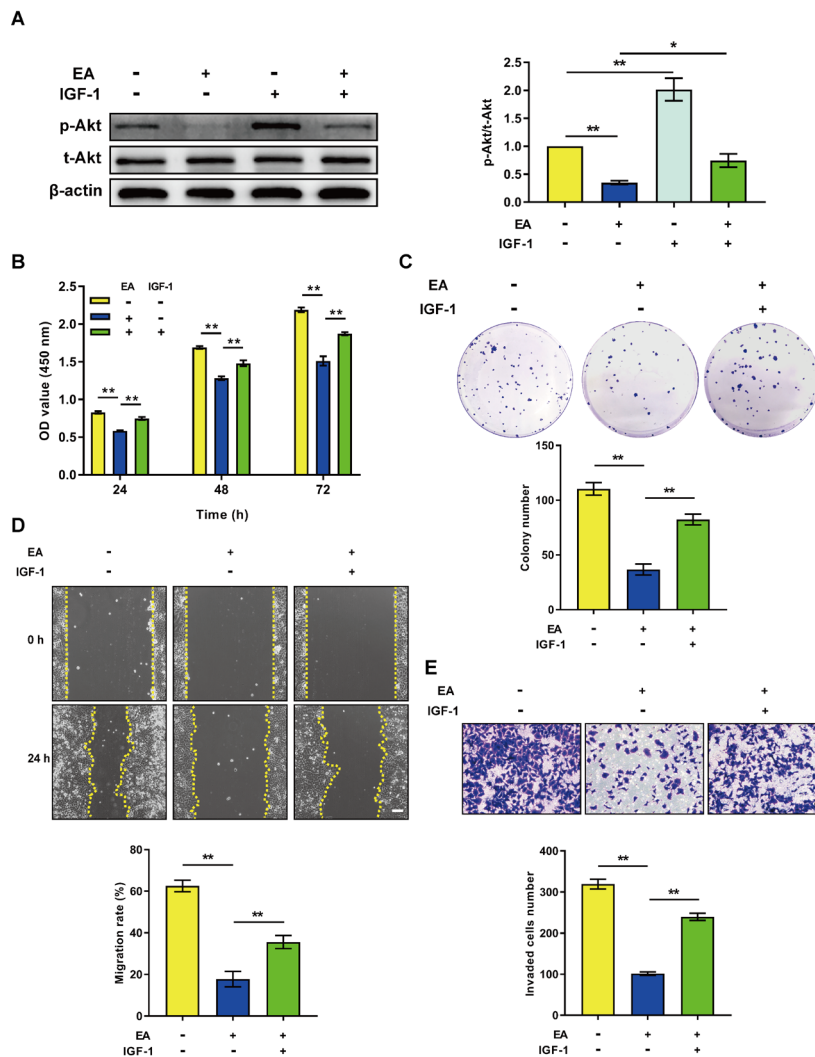 A
EA - + - +
IGF-1 - - + +
p-Akt
t-Akt
β-actin
p-Akt/t-Akt
2.5
2.0
1.5
1.0
0.5
0.0
**
**
*
EA - + - +
IGF-1 - - + +
B
OD value (450 nm)
2.5
2.0
1.5
1.0
0.5
0.0
EA IGF-1
- -
+ -
+ +
** **
** **
** **
24 48 72
Time (h)
C
EA - + +
IGF-1 - - +
Colony number
150
100
50
0
**
**
EA - + +
IGF-1 - - +
D
EA - + +
IGF-1 - - +
0 h
24 h
Migration rate (%)
80
60
40
20
0
**
**
EA - + +
IGF-1 - - +
E
EA - + +
IGF-1 - - +
Invaded cells number
400
300
200
100
0
**
**
EA - + +
IGF-1 - - +